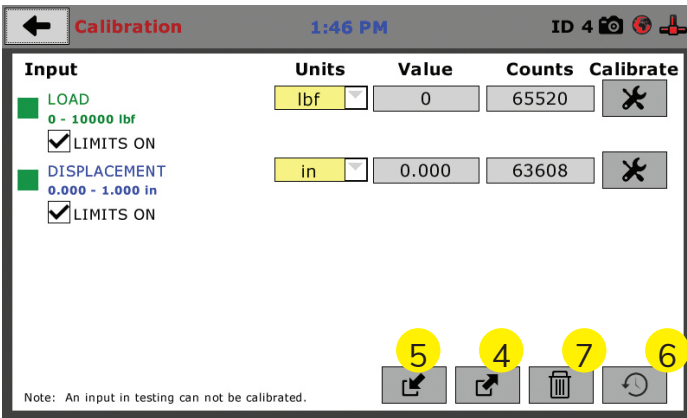 Calibration 1:46 PM ID 4
Input Units Value Counts Calibrate
LOAD lbf 0 65520
0 - 10000 lbf
LIMITS ON
DISPLACEMENT in 0.000 63608
0.000 - 1.000 in
LIMITS ON
5 4 7 6
Note: An input in testing can not be calibrated.